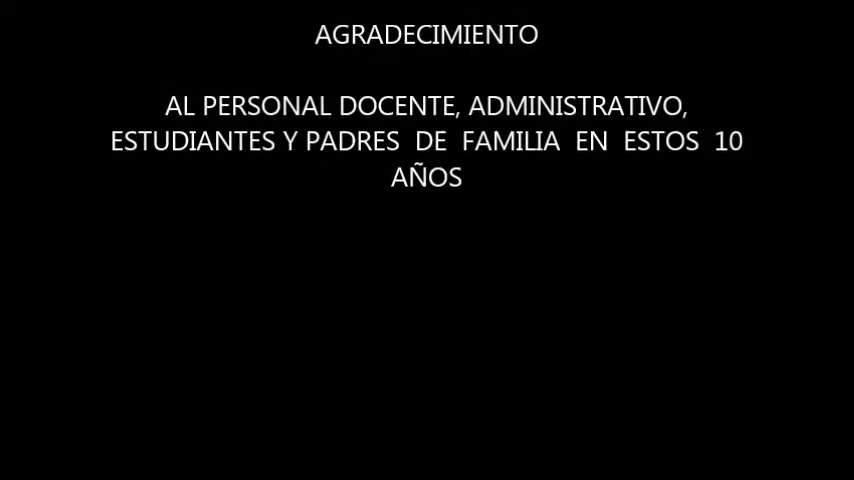 AGRADECIMIENTO
AL PERSONAL DOCENTE, ADMINISTRATIVO,
ESTUDIANTES Y PADRES DE FAMILIA EN ESTOS 10
AÑOS